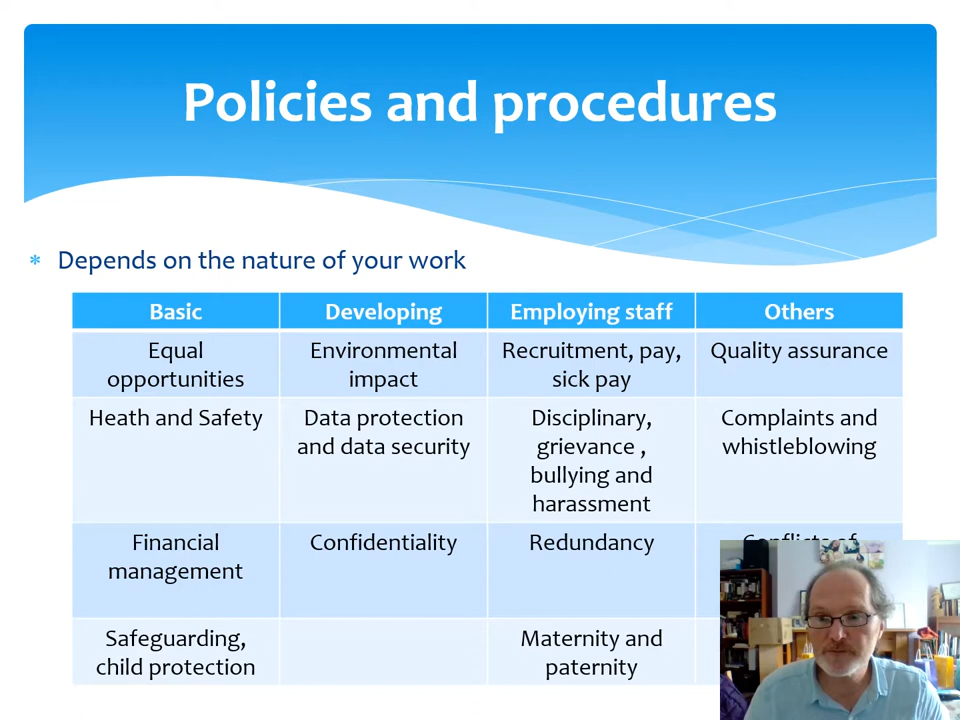 Policies and procedures
Depends on the nature of your work
Basic Developing Employing staff Others
Equal opportunities Environmental impact Recruitment, pay, sick pay Quality assurance
Heath and Safety Data protection and data security Disciplinary, grievance , bullying and harassment Complaints and whistleblowing
Financial management Confidentiality Redundancy Conflicts of
Safeguarding, child protection Maternity and paternity